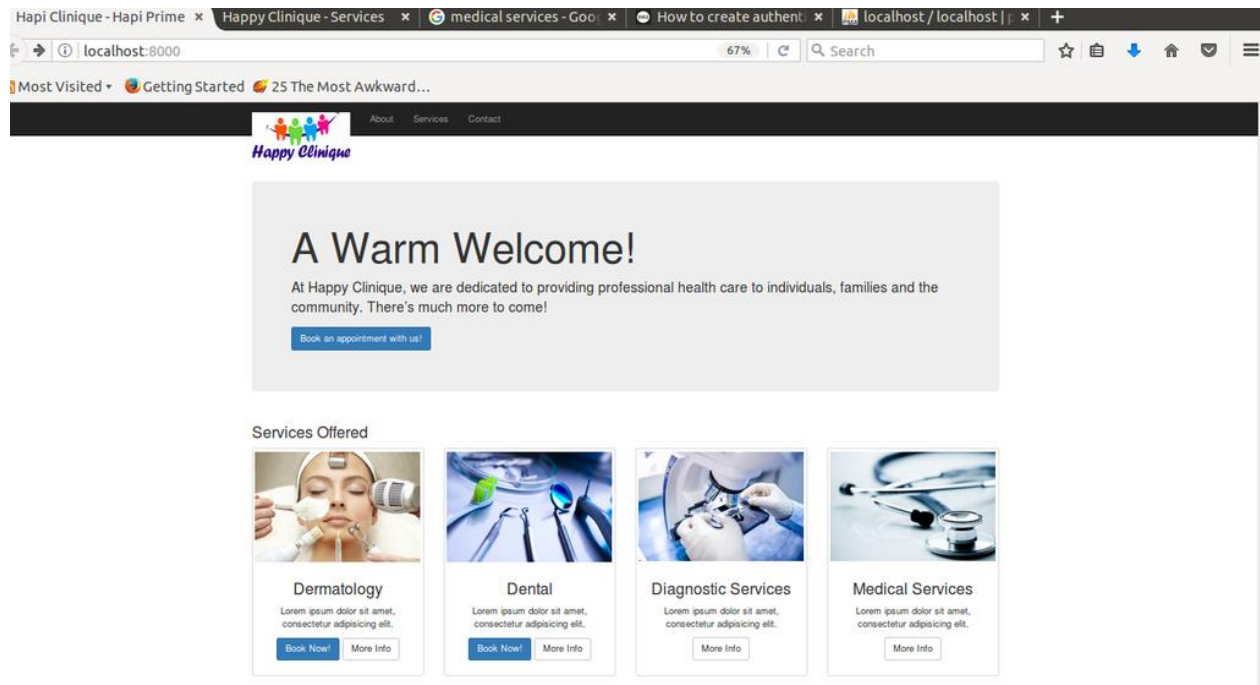 Hapi Clinique - Hapi Prime × Happy Clinique - Services × medical services - Goo × How to create authenti × localhost / localhost | p × +
localhost:8000 67% Search
Most Visited Getting Started 25 The Most Awkward...
About Services Contact
Happy Clinique
A Warm Welcome!
At Happy Clinique, we are dedicated to providing professional health care to individuals, families and the
community. There's much more to come!
Book an appointment with us!
Services Offered
Dermatology Dental Diagnostic Services Medical Services
Lorem ipsum dolor sit amet, Lorem ipsum dolor sit amet, Lorem ipsum dolor sit amet, Lorem ipsum dolor sit amet,
consectetur adipisicing elit. consectetur adipisicing elit. consectetur adipisicing elit. consectetur adipisicing elit.
Book Now! More Info Book Now! More Info More Info More Info